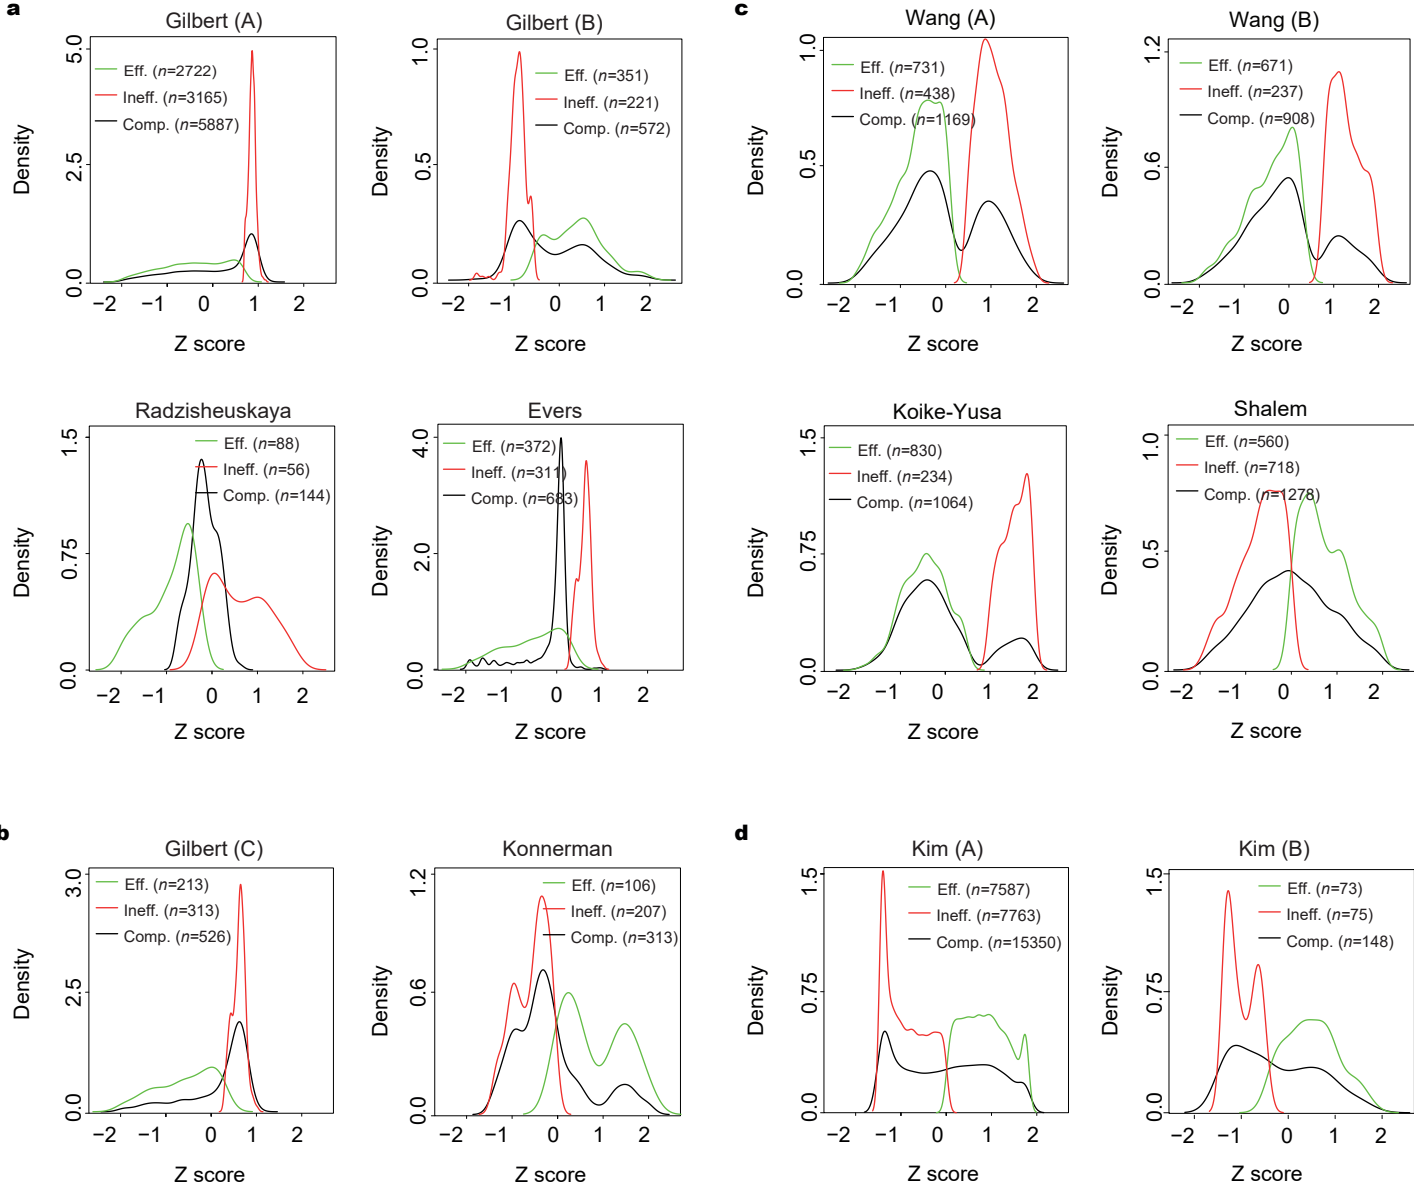 a
Gilbert (A)
5.0
2.5
0.0
Density
Eff. (n=2722)
Ineff. (n=3165)
Comp. (n=5887)
−2 −1 0 1 2
Z score
Gilbert (B)
1.0
0.5
0.0
Density
Eff. (n=351)
Ineff. (n=221)
Comp. (n=572)
−2 −1 0 1 2
Z score
Radzisheuskaya
1.5
0.75
0.0
Density
Eff. (n=88)
Ineff. (n=56)
Comp. (n=144)
−2 −1 0 1 2
Z score
Evers
4.0
2.0
0.0
Density
Eff. (n=372)
Ineff. (n=311)
Comp. (n=683)
−2 −1 0 1 2
Z score
b
Gilbert (C)
3.0
2.5
0.0
Density
Eff. (n=213)
Ineff. (n=313)
Comp. (n=526)
−2 −1 0 1 2
Z score
Konnerman
1.2
0.6
0.0
Density
Eff. (n=106)
Ineff. (n=207)
Comp. (n=313)
−2 −1 0 1 2
Z score
c
Wang (A)
1.0
0.5
0.0
Density
Eff. (n=731)
Ineff. (n=438)
Comp. (n=1169)
−2 −1 0 1 2
Z score
Wang (B)
1.2
0.6
0.0
Density
Eff. (n=671)
Ineff. (n=237)
Comp. (n=908)
−2 −1 0 1 2
Z score
Koike-Yusa
1.5
0.75
0.0
Density
Eff. (n=830)
Ineff. (n=234)
Comp. (n=1064)
−2 −1 0 1 2
Z score
Shalem
1.0
0.5
0.0
Density
Eff. (n=560)
Ineff. (n=718)
Comp. (n=1278)
−2 −1 0 1 2
Z score
d
Kim (A)
1.5
0.75
0.0
Density
Eff. (n=7587)
Ineff. (n=7763)
Comp. (n=15350)
−2 −1 0 1 2
Z score
Kim (B)
1.5
0.75
0.0
Density
Eff. (n=73)
Ineff. (n=75)
Comp. (n=148)
−2 −1 0 1 2
Z score